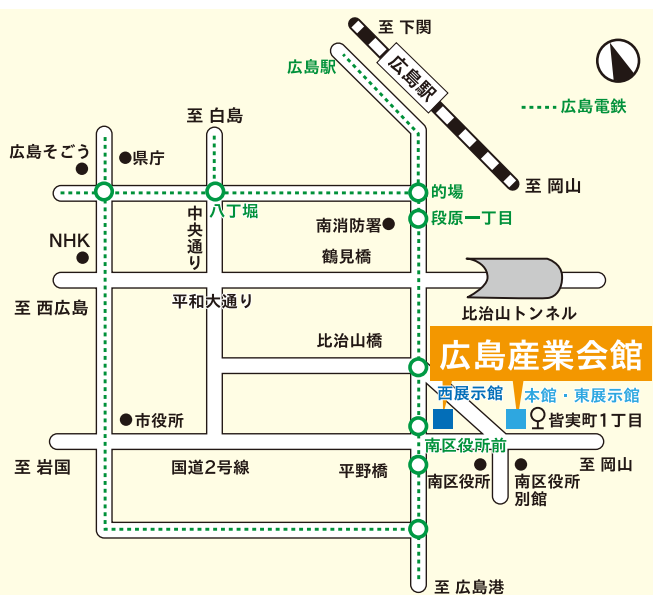 至 下関
広島駅
広島駅
広島電鉄
至 白島
広島そごう
県庁
至 岡山
的場
八丁堀
段原一丁目
中央通り
南消防署
NHK
鶴見橋
至 西広島
平和大通り
比治山トンネル
比治山橋
広島産業会館
西展示館
本館・東展示館
市役所
皆実町1丁目
南区役所前
至 岩国
国道2号線
平野橋
至 岡山
南区役所
南区役所
別館
至 広島港